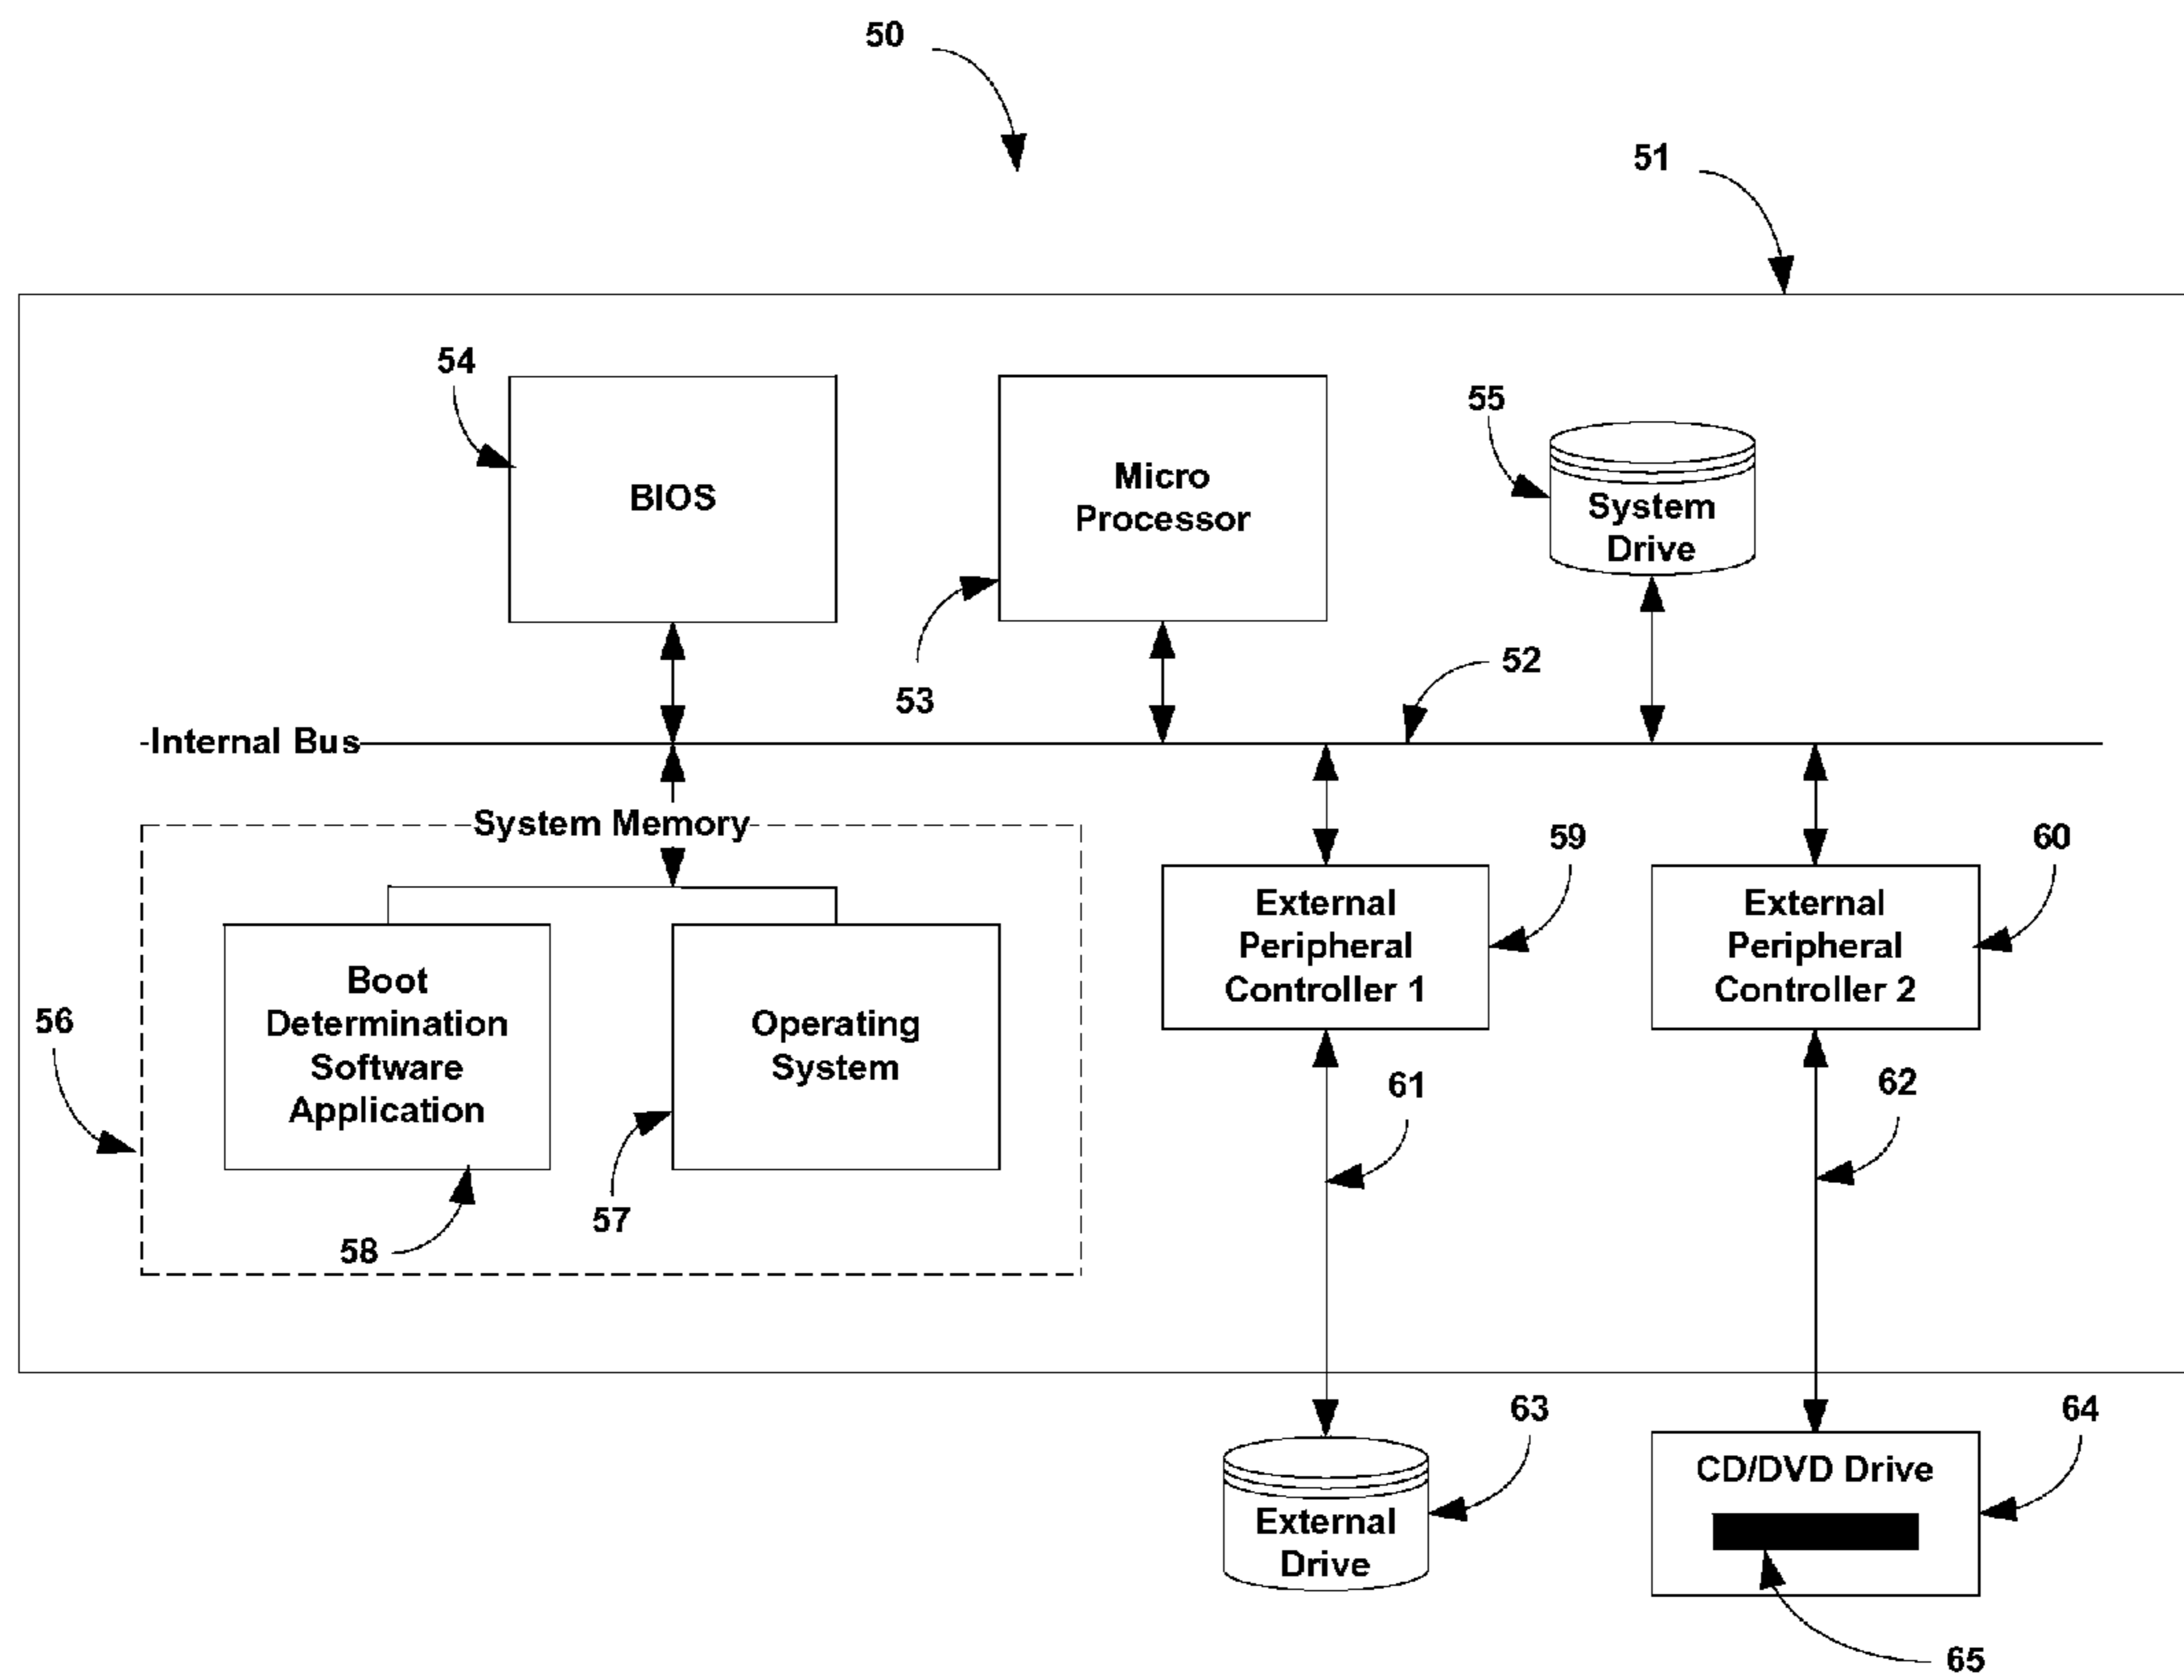 50
51
54
BIOS
Micro
Processor
53
55
System
Drive
52
Internal Bus
System Memory
56
Boot
Determination
Software
Application
58
Operating
System
57
External
Peripheral
Controller 1
59
External
Peripheral
Controller 2
60
61
62
External
Drive
63
CD/DVD Drive
64
65